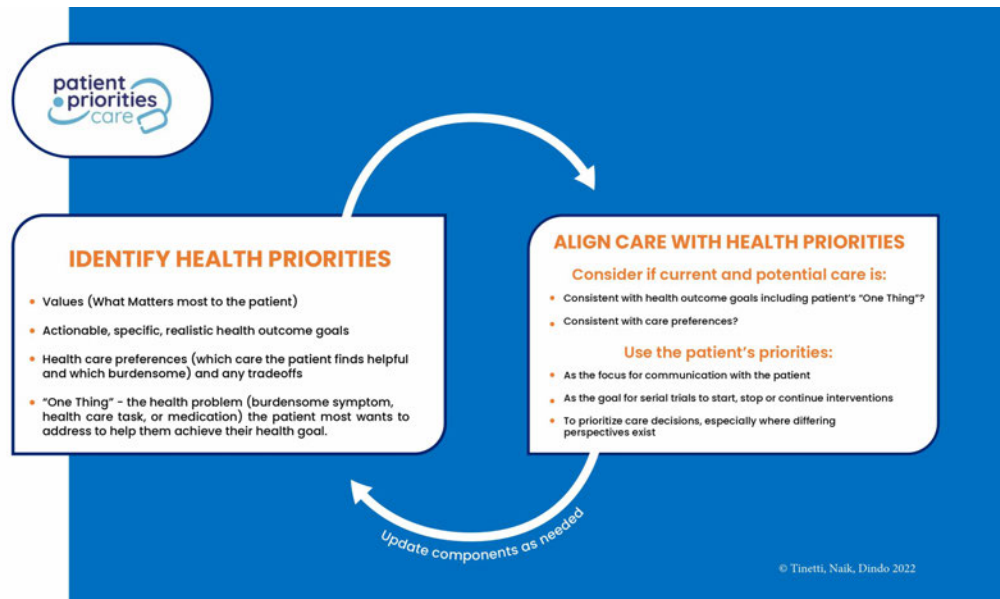 patient
priorities
care
IDENTIFY HEALTH PRIORITIES
Values (What Matters most to the patient)
Actionable, specific, realistic health outcome goals
Health care preferences (which care the patient finds helpful
and which burdensome) and any tradeoffs
“One Thing” - the health problem (burdensome symptom,
health care task, or medication) the patient most wants to
address to help them achieve their health goal.
ALIGN CARE WITH HEALTH PRIORITIES
Consider if current and potential care is:
Consistent with health outcome goals including patient’s “One Thing”?
Consistent with care preferences?
Use the patient’s priorities:
As the focus for communication with the patient
As the goal for serial trials to start, stop or continue interventions
To prioritize care decisions, especially where differing
perspectives exist
Update components as needed
© Tinetti, Naik, Dindo 2022